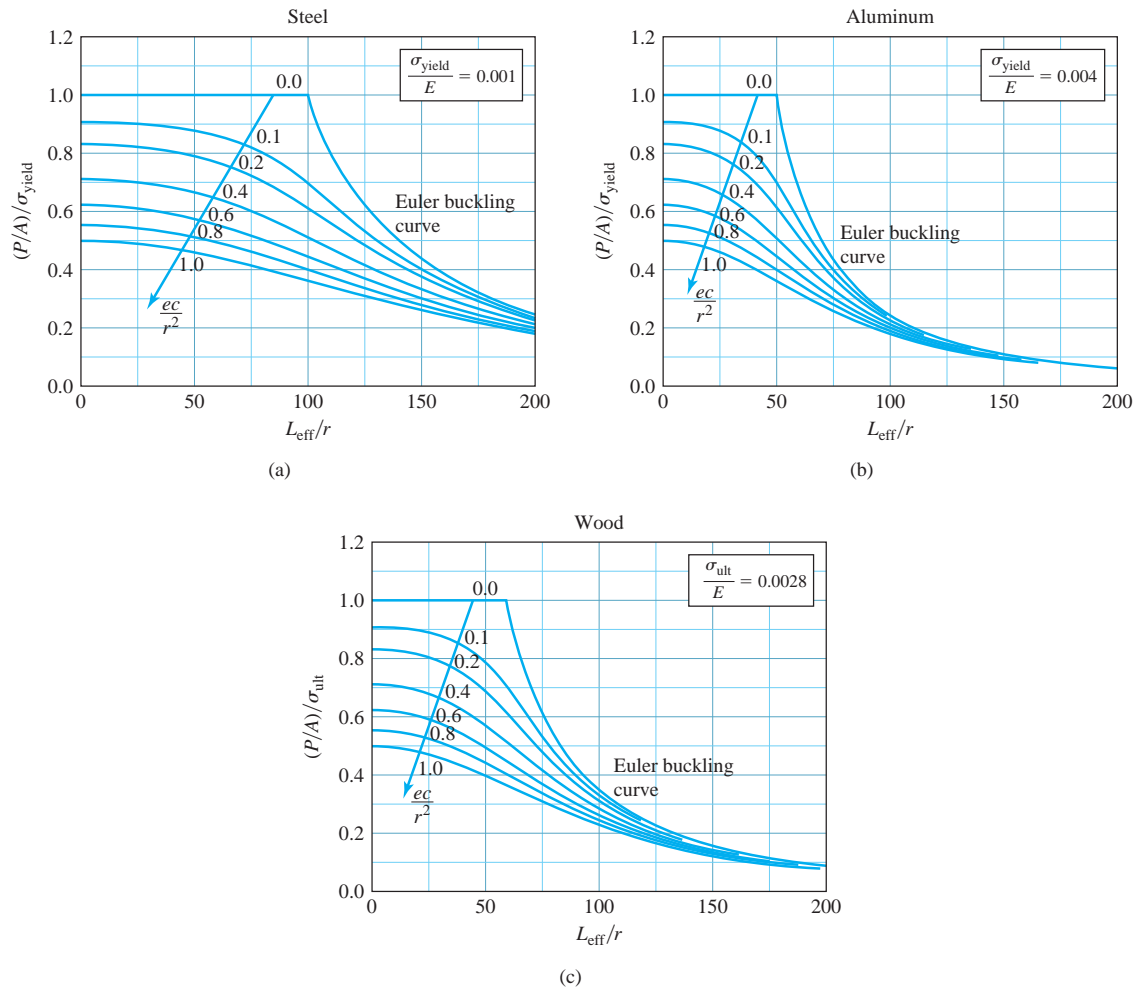 Steel
1.2
1.0
0.8
0.6
0.4
0.2
0.0
(P/A)/σyield
0.0
σyield/E = 0.001
0.1
0.2
0.4
0.6
0.8
1.0
Euler buckling
curve
ec/r²
0
50
100
150
200
Leff/r
(a)
Aluminum
1.2
1.0
0.8
0.6
0.4
0.2
0.0
(P/A)/σyield
0.0
σyield/E = 0.004
0.1
0.2
0.4
0.6
0.8
1.0
Euler buckling
curve
ec/r²
0
50
100
150
200
Leff/r
(b)
Wood
1.2
1.0
0.8
0.6
0.4
0.2
0.0
(P/A)/σult
0.0
σult/E = 0.0028
0.1
0.2
0.4
0.6
0.8
1.0
Euler buckling
curve
ec/r²
0
50
100
150
200
Leff/r
(c)